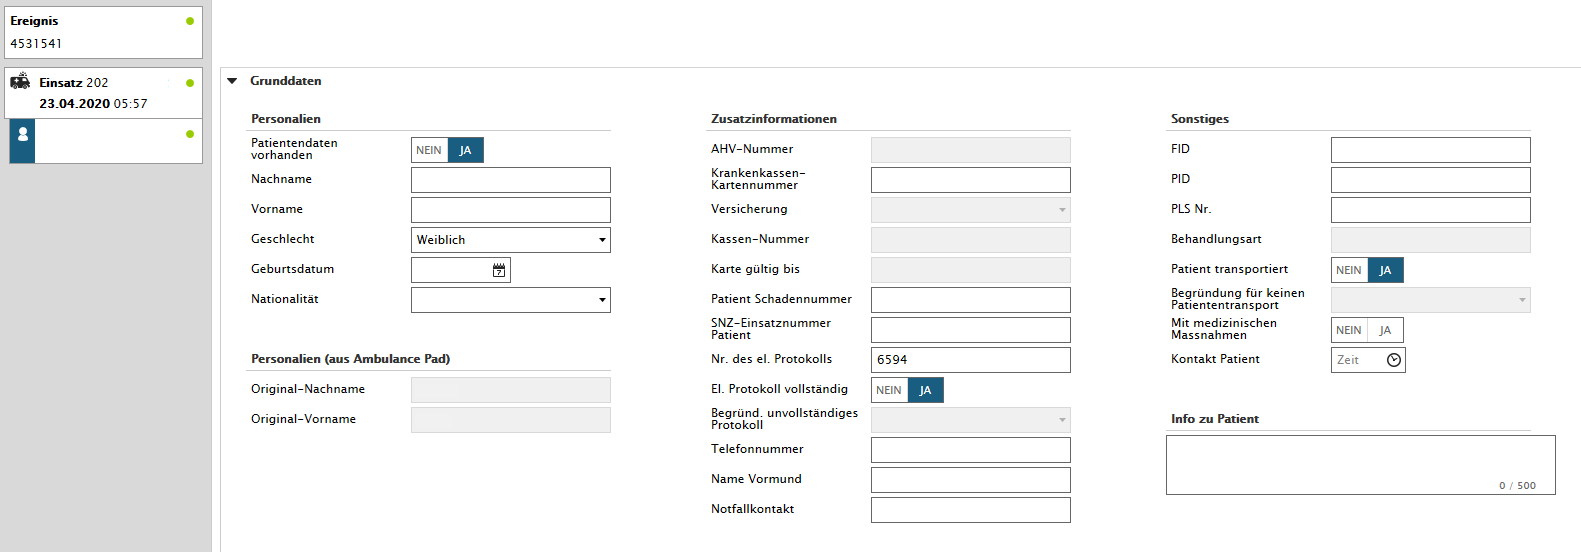 Ereignis
4531541
Einsatz 202
23.04.2020 05:57
Grunddaten
Personalien
Patientendaten
vorhanden
NEIN JA
Nachname
Vorname
Geschlecht
Weiblich
Geburtsdatum
7
Nationalität
Personalien (aus Ambulance Pad)
Original-Nachname
Original-Vorname
Zusatzinformationen
AHV-Nummer
Krankenkassen-
Kartennummer
Versicherung
Kassen-Nummer
Karte gültig bis
Patient Schadennummer
SNZ-Einsatznummer
Patient
Nr. des el. Protokolls
6594
El. Protokoll vollständig
NEIN JA
Begründ. unvollständiges
Protokoll
Telefonnummer
Name Vormund
Notfallkontakt
Sonstiges
FID
PID
PLS Nr.
Behandlungsart
Patient transportiert
NEIN JA
Begründung für keinen
Patiententransport
Mit medizinischen
Massnahmen
NEIN JA
Kontakt Patient
Zeit
Info zu Patient
0 / 500